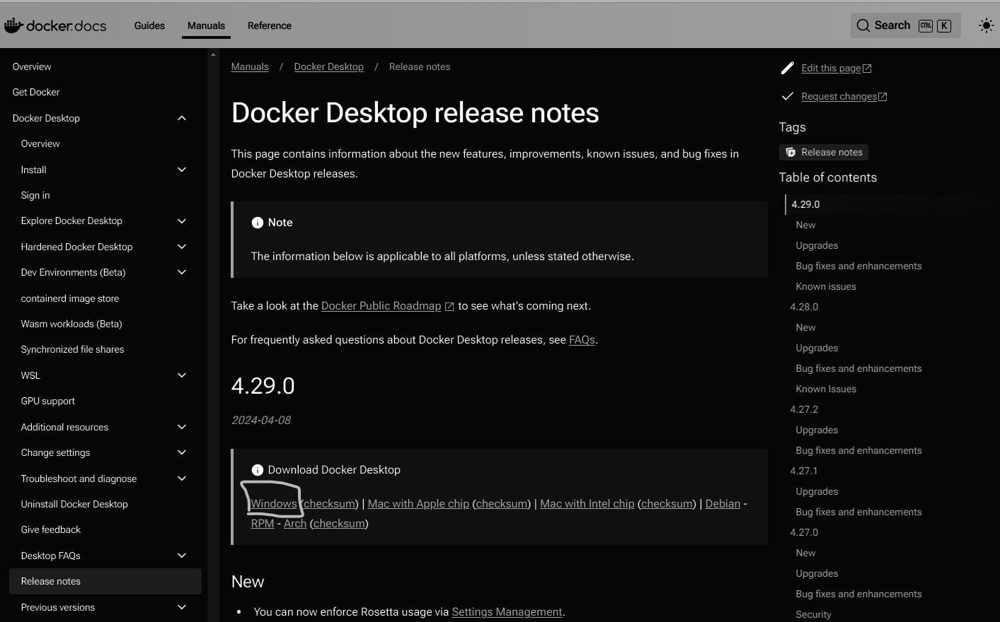 docker.docs
Guides
Manuals
Reference
Search CTRL K
Overview
Get Docker
Docker Desktop
Overview
Install
Sign in
Explore Docker Desktop
Hardened Docker Desktop
Dev Environments (Beta)
containerd image store
Wasm workloads (Beta)
Synchronized file shares
WSL
GPU support
Additional resources
Change settings
Troubleshoot and diagnose
Uninstall Docker Desktop
Give feedback
Desktop FAQs
Release notes
Previous versions
Manuals / Docker Desktop / Release notes
Docker Desktop release notes
This page contains information about the new features, improvements, known issues, and bug fixes in
Docker Desktop releases.
Note
The information below is applicable to all platforms, unless stated otherwise.
Take a look at the Docker Public Roadmap to see what's coming next.
For frequently asked questions about Docker Desktop releases, see FAQs.
4.29.0
2024-04-08
Download Docker Desktop
Windows (checksum) | Mac with Apple chip (checksum) | Mac with Intel chip (checksum) | Debian -
RPM - Arch (checksum)
New
• You can now enforce Rosetta usage via Settings Management.
Edit this page
Request changes
Tags
Release notes
Table of contents
4.29.0
New
Upgrades
Bug fixes and enhancements
Known issues
4.28.0
New
Upgrades
Bug fixes and enhancements
Known Issues
4.27.2
Upgrades
Bug fixes and enhancements
4.27.1
Upgrades
Bug fixes and enhancements
4.27.0
New
Upgrades
Bug fixes and enhancements
Security